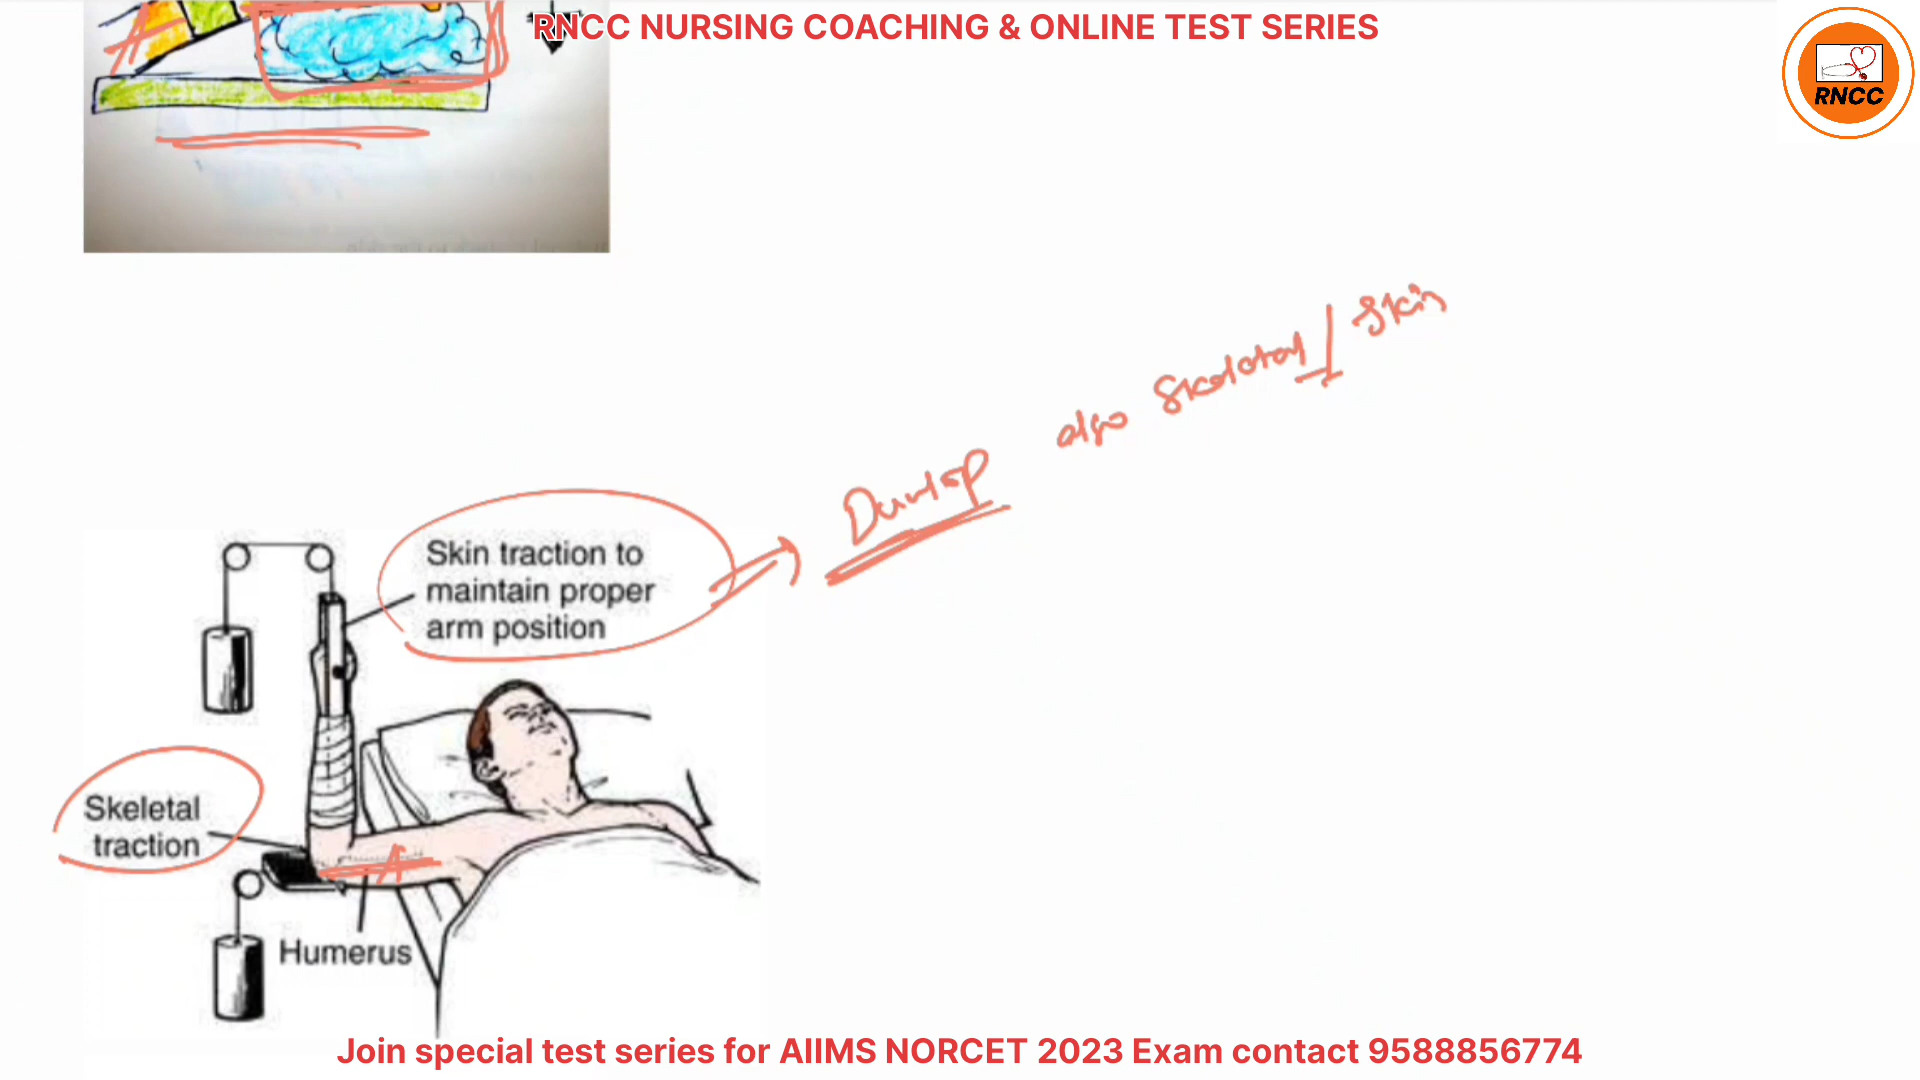 RNCC NURSING COACHING & ONLINE TEST SERIES
RNCC
also Skeletal / Skin
Dunlop
Skin traction to
maintain proper
arm position
Skeletal
traction
Humerus
Join special test series for AIIMS NORCET 2023 Exam contact 9588856774